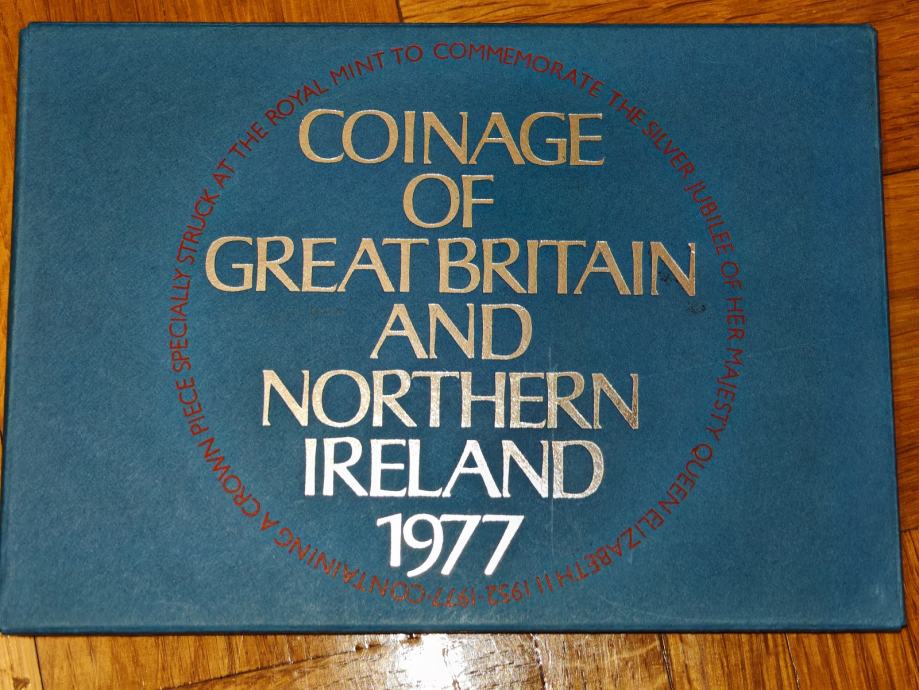 COINAGE
OF
GREAT BRITAIN
AND
NORTHERN
IRELAND
1977
CONTAINING A CROWN PIECE SPECIALLY STRUCK AT THE ROYAL MINT TO COMMEMORATE THE SILVER JUBILEE OF HER MAJESTY QUEEN ELIZABETH II 1952-1977·